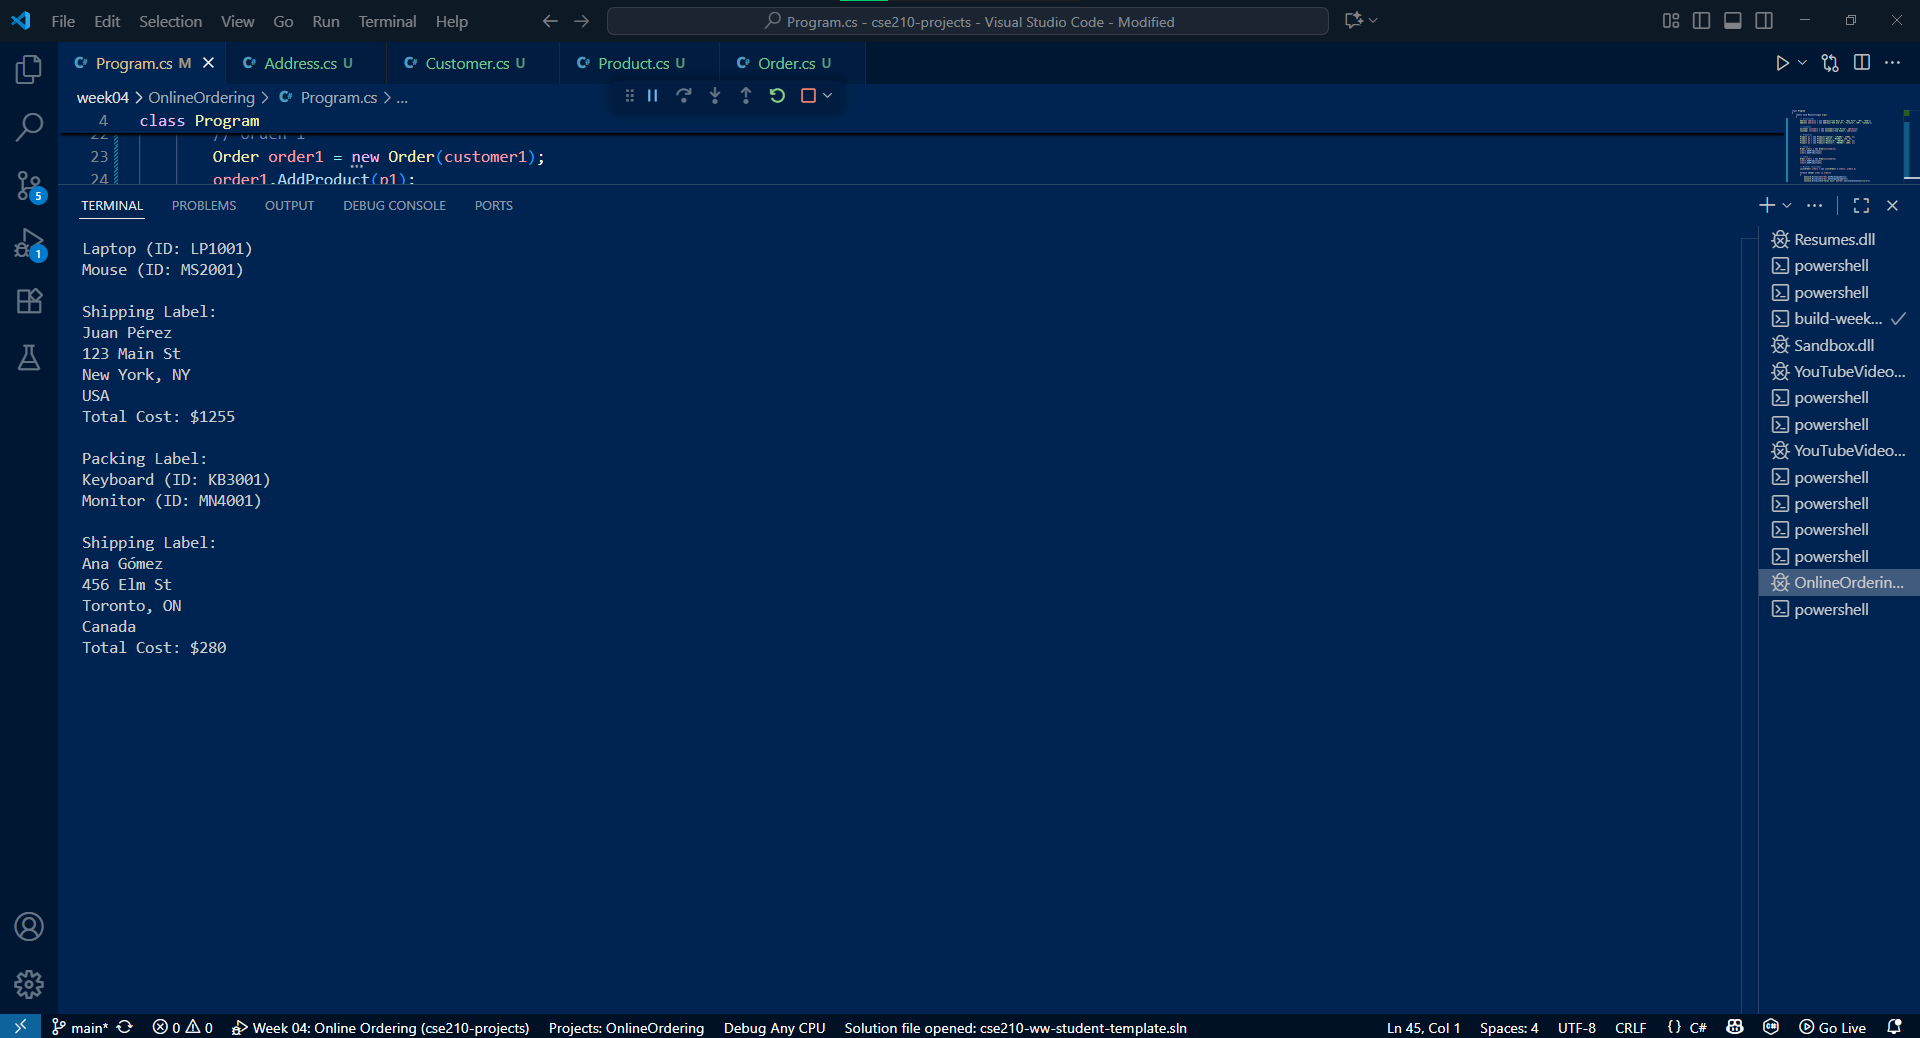 File Edit Selection View Go Run Terminal Help
Program.cs - cse210-projects - Visual Studio Code - Modified
Program.cs M
Address.cs U
Customer.cs U
Product.cs U
Order.cs U
week04 > OnlineOrdering > Program.cs > ...
4 class Program
23 Order order1 = new Order(customer1);
24 order1.AddProduct(p1);
TERMINAL PROBLEMS OUTPUT DEBUG CONSOLE PORTS
Laptop (ID: LP1001)
Mouse (ID: MS2001)
Shipping Label:
Juan Pérez
123 Main St
New York, NY
USA
Total Cost: $1255
Packing Label:
Keyboard (ID: KB3001)
Monitor (ID: MN4001)
Shipping Label:
Ana Gómez
456 Elm St
Toronto, ON
Canada
Total Cost: $280
Resumes.dll
powershell
powershell
build-week...
Sandbox.dll
YouTubeVideo...
powershell
powershell
YouTubeVideo...
powershell
powershell
powershell
powershell
OnlineOrderin...
powershell
5
1
main* 0 0 Week 04: Online Ordering (cse210-projects) Projects: OnlineOrdering Debug Any CPU Solution file opened: cse210-ww-student-template.sln Ln 45, Col 1 Spaces: 4 UTF-8 CRLF {} C# Go Live